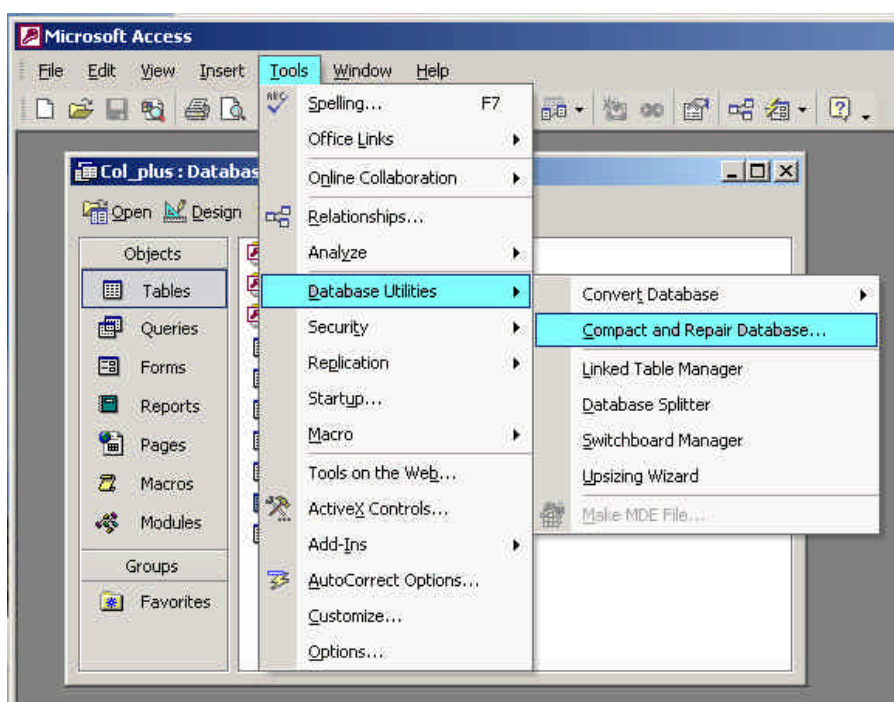 Microsoft Access
File Edit View Insert Tools Window Help
Spelling... F7
Office Links
Col_plus : Databas
Online Collaboration
Open Design
Relationships...
Objects
Analyze
Tables
Database Utilities
Convert Database
Queries
Security
Compact and Repair Database...
Forms
Replication
Linked Table Manager
Reports
Startup...
Database Splitter
Pages
Macro
Switchboard Manager
Macros
Tools on the Web...
Upsizing Wizard
Modules
ActiveX Controls...
Make MDE File...
Add-Ins
Groups
AutoCorrect Options...
Favorites
Customize...
Options...